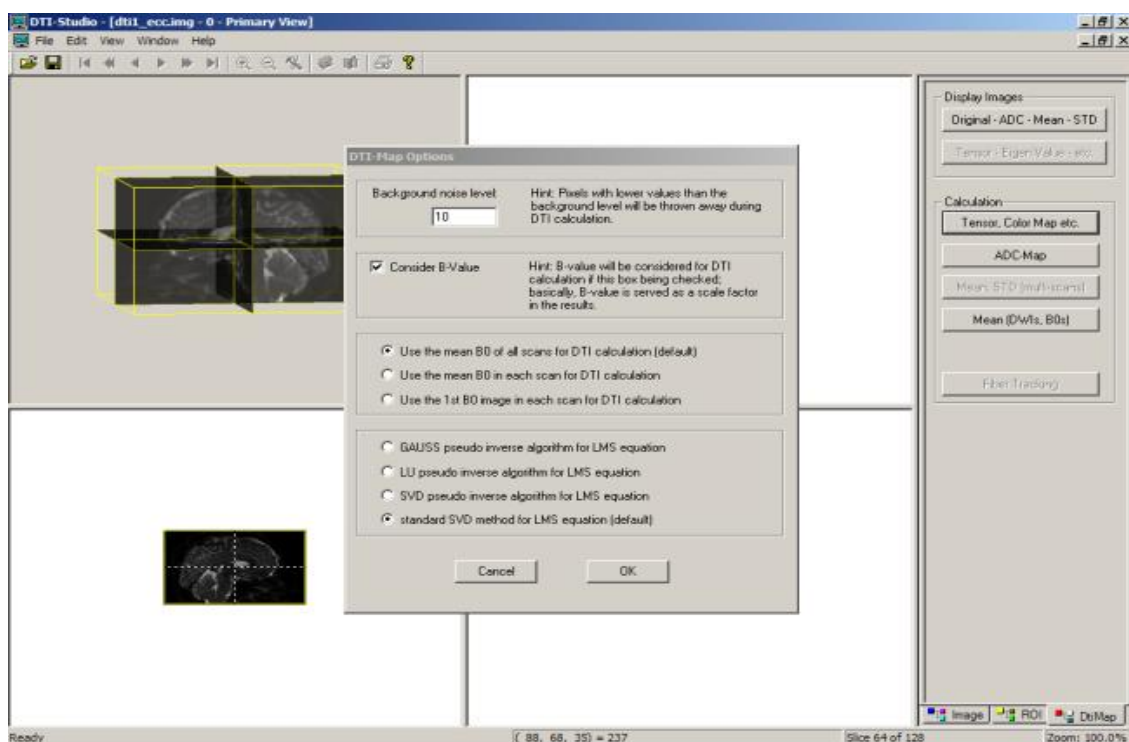 DTI-Studio - [dti1_ecc.img - 0 - Primary View]
File Edit View Window Help
Display Images
Original - ADC - Mean - STD
Tensor - Eigen Value - etc.
Calculation
Tensor, Color Map etc.
ADC-Map
Mean, STD (multi-scans)
Mean (DWIs, B0s)
Fiber Tracking
DTI-Map Options
Background noise level:
10
Hint: Pixels with lower values than the
background level will be thrown away during
DTI calculation.
Consider B-Value
Hint: B-value will be considered for DTI
calculation if this box being checked;
basically, B-value is served as a scale factor
in the results.
Use the mean B0 of all scans for DTI calculation (default)
Use the mean B0 in each scan for DTI calculation
Use the 1st B0 image in each scan for DTI calculation
GAUSS pseudo inverse algorithm for LMS equation
LU pseudo inverse algorithm for LMS equation
SVD pseudo inverse algorithm for LMS equation
standard SVD method for LMS equation (default)
Cancel OK
Image ROI DtiMap
Ready ( 88, 68, 35) = 237 Slice 64 of 128 Zoom: 100.0%